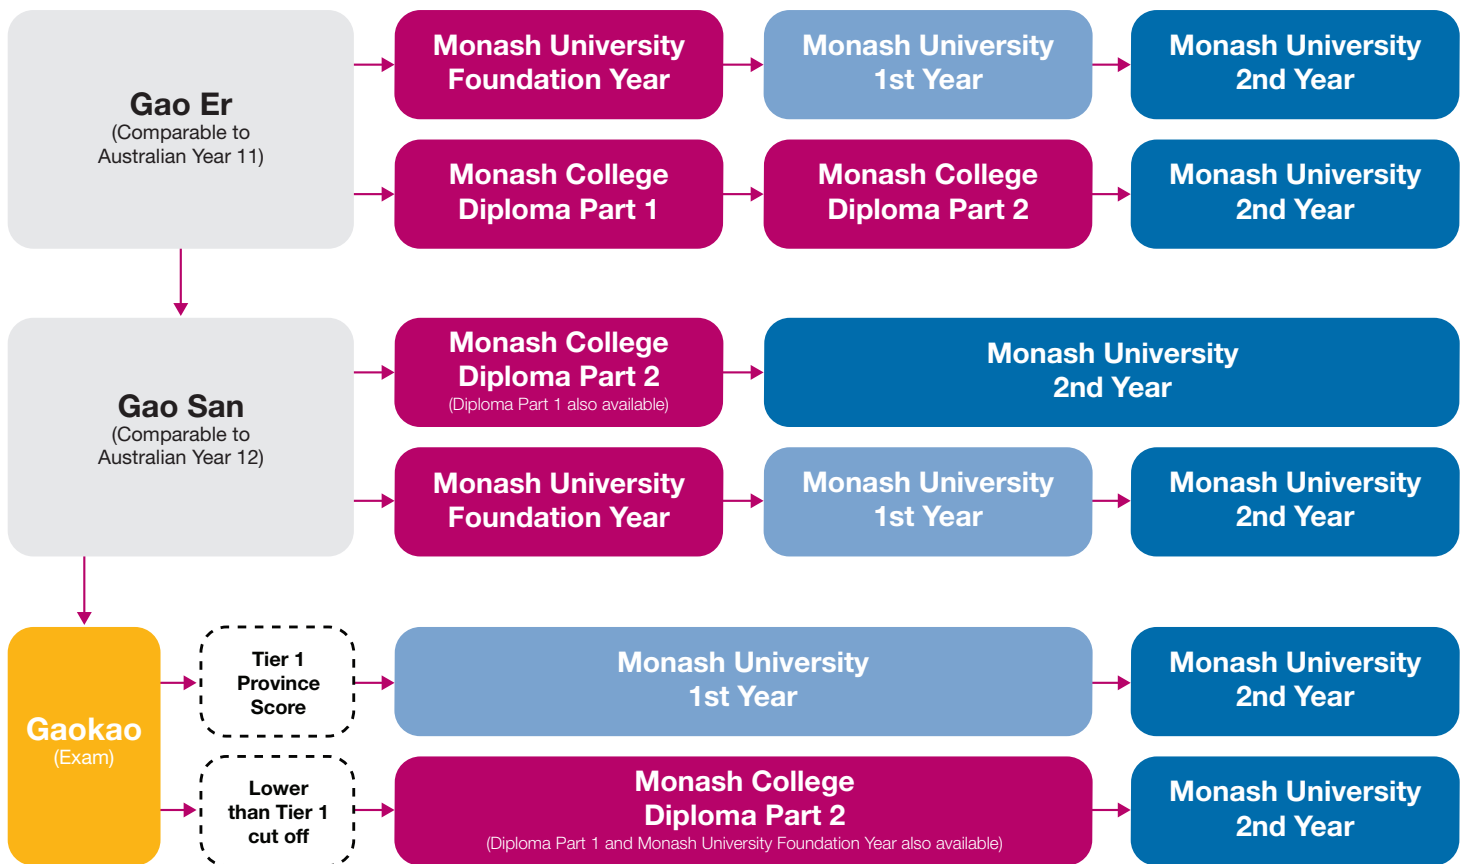 Gao Er
(Comparable to
Australian Year 11)
Monash University
Foundation Year
Monash University
1st Year
Monash University
2nd Year
Monash College
Diploma Part 1
Monash College
Diploma Part 2
Monash University
2nd Year
Gao San
(Comparable to
Australian Year 12)
Monash College
Diploma Part 2
(Diploma Part 1 also available)
Monash University
2nd Year
Monash University
Foundation Year
Monash University
1st Year
Monash University
2nd Year
Gaokao
(Exam)
Tier 1
Province
Score
Monash University
1st Year
Monash University
2nd Year
Lower
than Tier 1
cut off
Monash College
Diploma Part 2
(Diploma Part 1 and Monash University Foundation Year also available)
Monash University
2nd Year